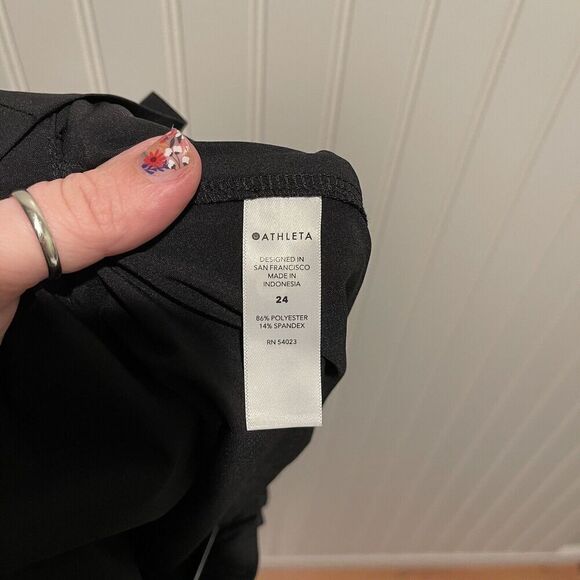 ATHLETA
DESIGNED IN
SAN FRANCISCO
MADE IN
INDONESIA
24
86% POLYESTER
14% SPANDEX
RN 54023